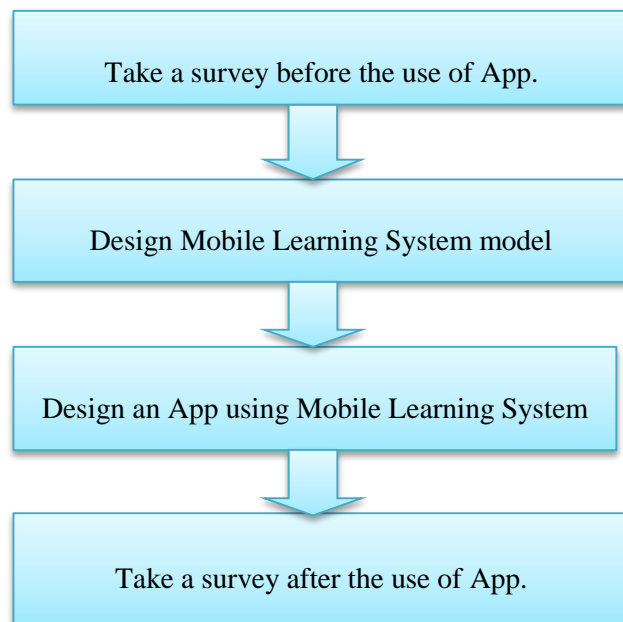 Take a survey before the use of App.
Design Mobile Learning System model
Design an App using Mobile Learning System
Take a survey after the use of App.